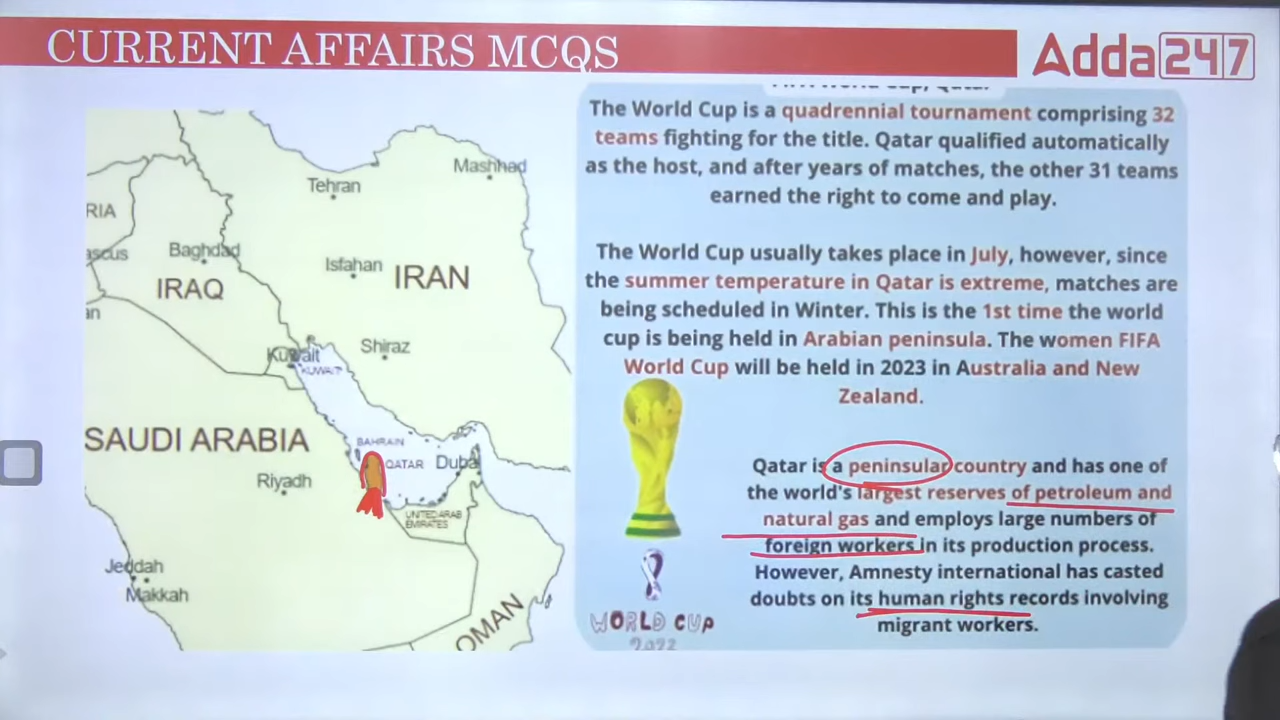 CURRENT AFFAIRS MCQS
Adda247
FIFA World Cup, Qatar
The World Cup is a quadrennial tournament comprising 32
teams fighting for the title. Qatar qualified automatically
as the host, and after years of matches, the other 31 teams
earned the right to come and play.
The World Cup usually takes place in July, however, since
the summer temperature in Qatar is extreme, matches are
being scheduled in Winter. This is the 1st time the world
cup is being held in Arabian peninsula. The women FIFA
World Cup will be held in 2023 in Australia and New
Zealand.
Qatar is a peninsular country and has one of
the world's largest reserves of petroleum and
natural gas and employs large numbers of
foreign workers in its production process.
However, Amnesty international has casted
doubts on its human rights records involving
migrant workers.
WORLD CUP
2022
Mashhad
Tehran
RIA
ascus
Baghdad
Isfahan
IRAN
IRAQ
an
Kuwait
Shiraz
KUWAIT
SAUDI ARABIA
BAHRAIN
QATAR
Dubai
Riyadh
UNITED ARAB
EMIRATES
Jeddah
Makkah
OMAN